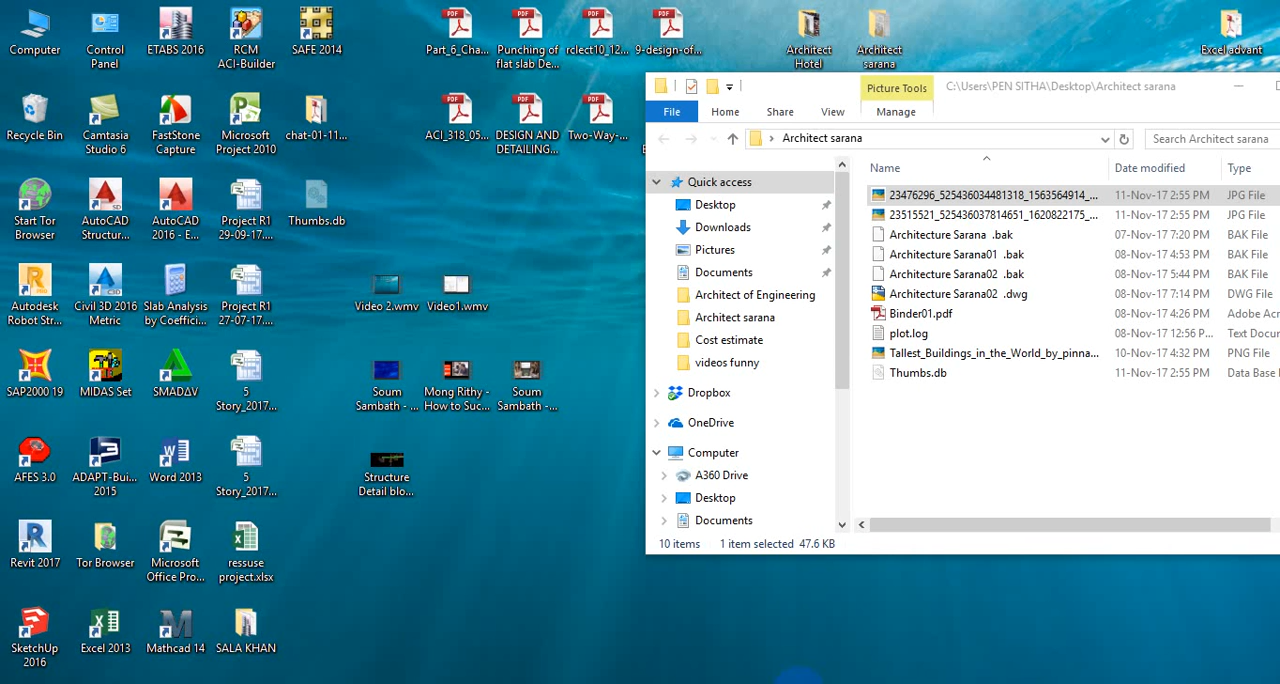 Computer
Control
Panel
ETABS 2016
RCM
ACI-Builder
SAFE 2014
Part_6_Cha...
Punching of
flat slab De...
rclect10_12...
9-design-of...
Architect
Hotel
Architect
sarana
Excel advant
Recycle Bin
Camtasia
Studio 6
FastStone
Capture
Microsoft
Project 2010
chat-01-11...
ACI_318_05...
DESIGN AND
DETAILING...
Two-Way-...
Start Tor
Browser
AutoCAD
Structur...
AutoCAD
2016 - E...
Project R1
29-09-17....
Thumbs.db
Autodesk
Robot Str...
Civil 3D 2016
Metric
Slab Analysis
by Coeffici...
Project R1
27-07-17....
Video 2.wmv
Video1.wmv
SAP2000 19
MIDAS Set
SMADΔV
5
Story_2017...
Soum
Sambath - ...
Mong Rithy -
How to Suc...
Soum
Sambath -...
AFES 3.0
ADAPT-Bui...
2015
Word 2013
5
Story_2017...
Structure
Detail blo...
Revit 2017
Tor Browser
Microsoft
Office Pro...
ressuse
project.xlsx
SketchUp
2016
Excel 2013
Mathcad 14
SALA KHAN
Picture Tools
C:\Users\PEN SITHA\Desktop\Architect sarana
File
Home
Share
View
Manage
Architect sarana
Search Architect sarana
Quick access
Desktop
Downloads
Pictures
Documents
Architect of Engineering
Architect sarana
Cost estimate
videos funny
Dropbox
OneDrive
Computer
A360 Drive
Desktop
Documents
Name Date modified Type
23476296_525436034481318_1563564914_... 11-Nov-17 2:55 PM JPG File
23515521_525436037814651_1620822175_... 11-Nov-17 2:55 PM JPG File
Architecture Sarana .bak 07-Nov-17 7:20 PM BAK File
Architecture Sarana01 .bak 08-Nov-17 4:53 PM BAK File
Architecture Sarana02 .bak 08-Nov-17 5:44 PM BAK File
Architecture Sarana02 .dwg 08-Nov-17 7:14 PM DWG File
Binder01.pdf 08-Nov-17 4:26 PM Adobe Acr
plot.log 08-Nov-17 12:56 P... Text Docu
Tallest_Buildings_in_the_World_by_pinna... 10-Nov-17 4:32 PM PNG File
Thumbs.db 11-Nov-17 2:55 PM Data Base
10 items 1 item selected 47.6 KB